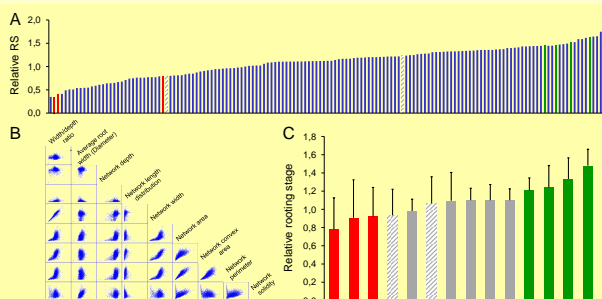 A
Relative RS
2,0
1,5
1,0
0,5
0,0
B
Width/depth
ratio
Average root
width (Diameter)
Network depth
Network length
distribution
Network width
Network area
Network convex
area
Network
perimeter
Network
solidity
C
Relative rooting stage
1,8
1,6
1,4
1,2
1,0
0,8
0,6
0,4
0,2
0,0